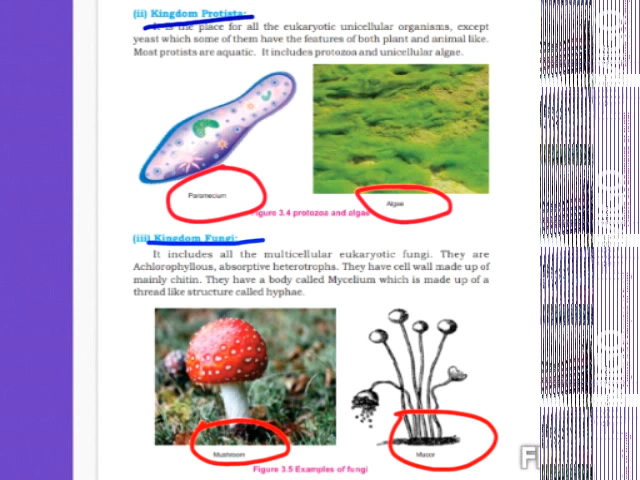 (ii) Kingdom Protista:
It is the place for all the eukaryotic unicellular organisms, except
yeast which some of them have the features of both plant and animal like.
Most protists are aquatic. It includes protozoa and unicellular algae.
Paramecium
Algae
Figure 3.4 protozoa and algae
(iii) Kingdom Fungi:
It includes all the multicellular eukaryotic fungi. They are
Achlorophyllous, absorptive heterotrophs. They have cell wall made up of
mainly chitin. They have a body called Mycelium which is made up of a
thread like structure called hyphae.
Mushroom
Mucor
Figure 3.5 Examples of fungi